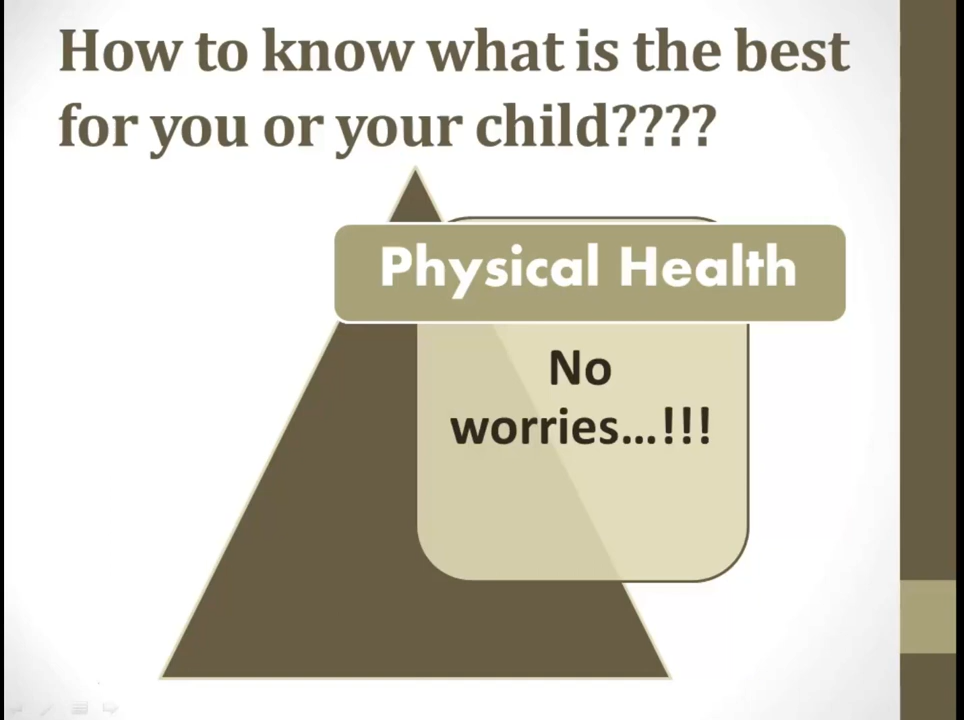 How to know what is the best
for you or your child????
Physical Health
No
worries...!!!